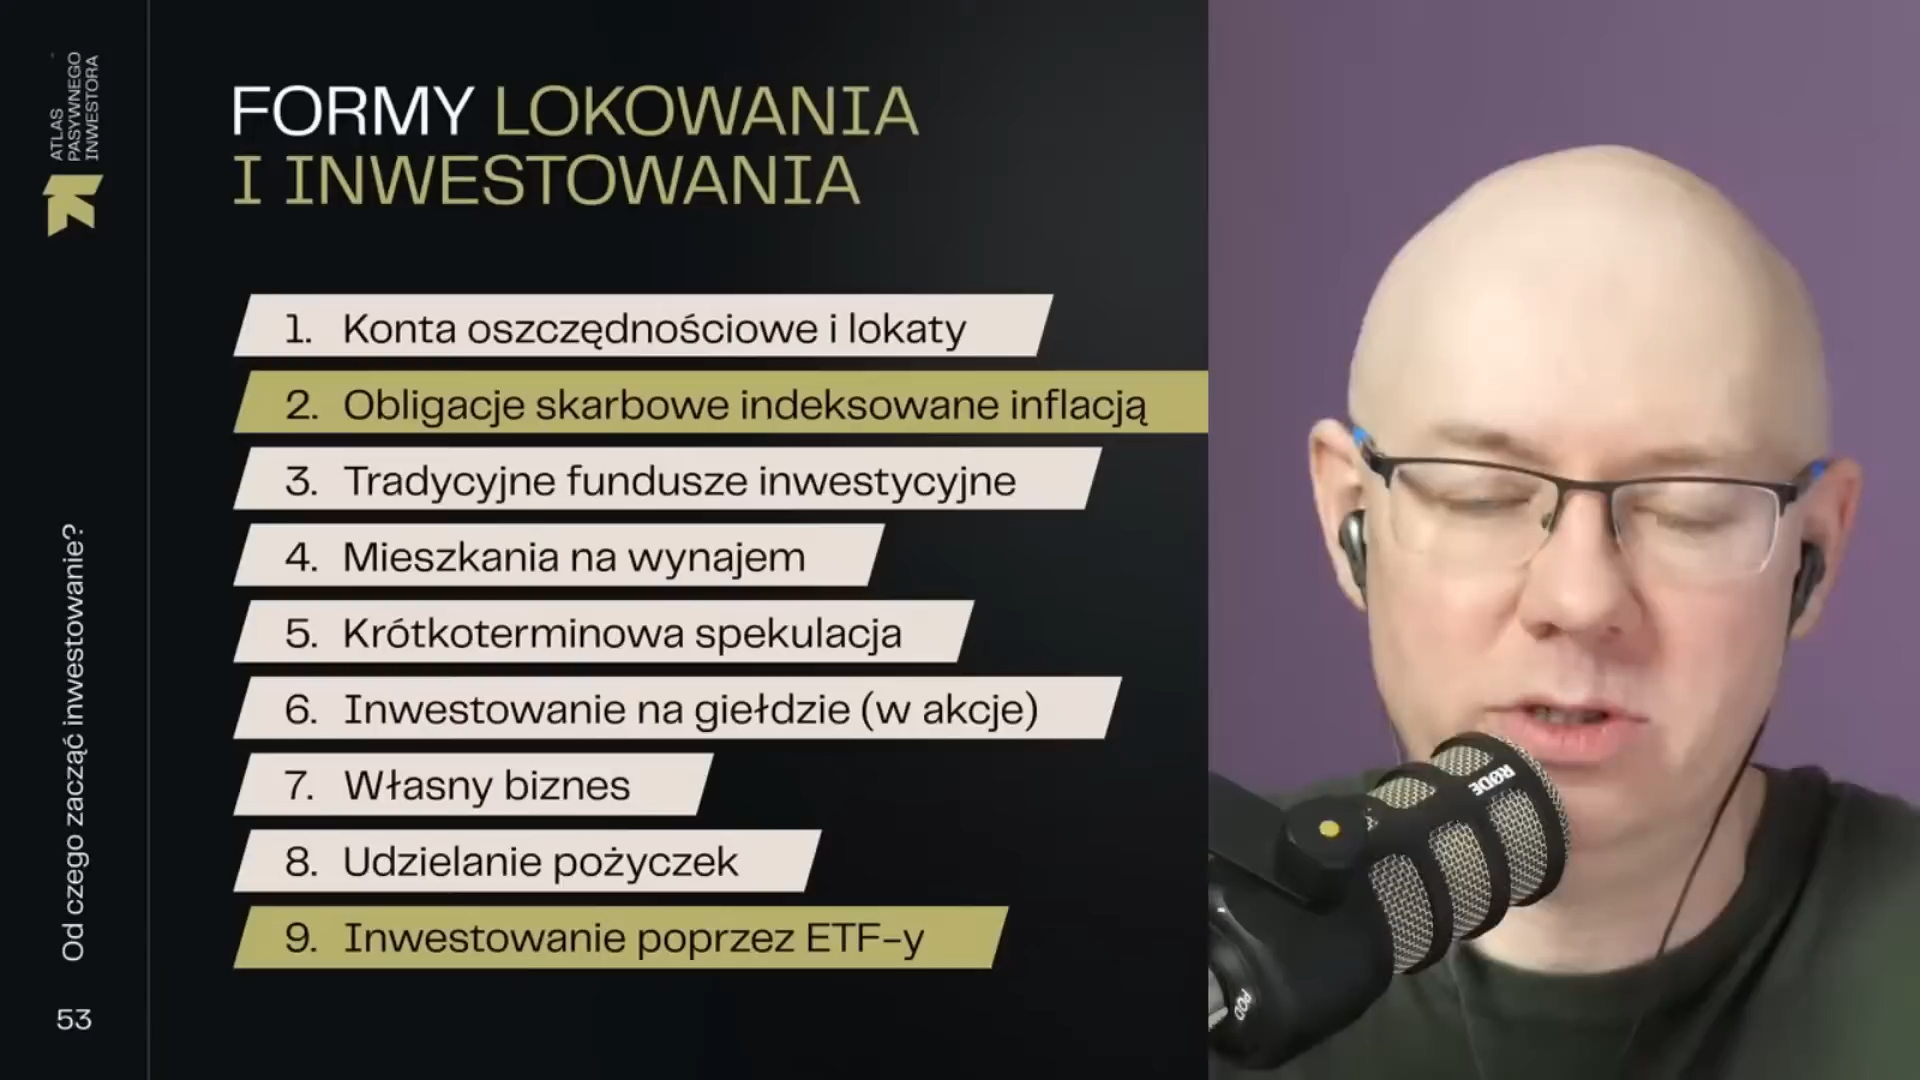 ATLAS
PASYWNEGO
INWESTORA
Od czego zacząć inwestowanie?
53
FORMY LOKOWANIA
I INWESTOWANIA
1. Konta oszczędnościowe i lokaty
2. Obligacje skarbowe indeksowane inflacją
3. Tradycyjne fundusze inwestycyjne
4. Mieszkania na wynajem
5. Krótkoterminowa spekulacja
6. Inwestowanie na giełdzie (w akcje)
7. Własny biznes
8. Udzielanie pożyczek
9. Inwestowanie poprzez ETF-y
RØDE
POD